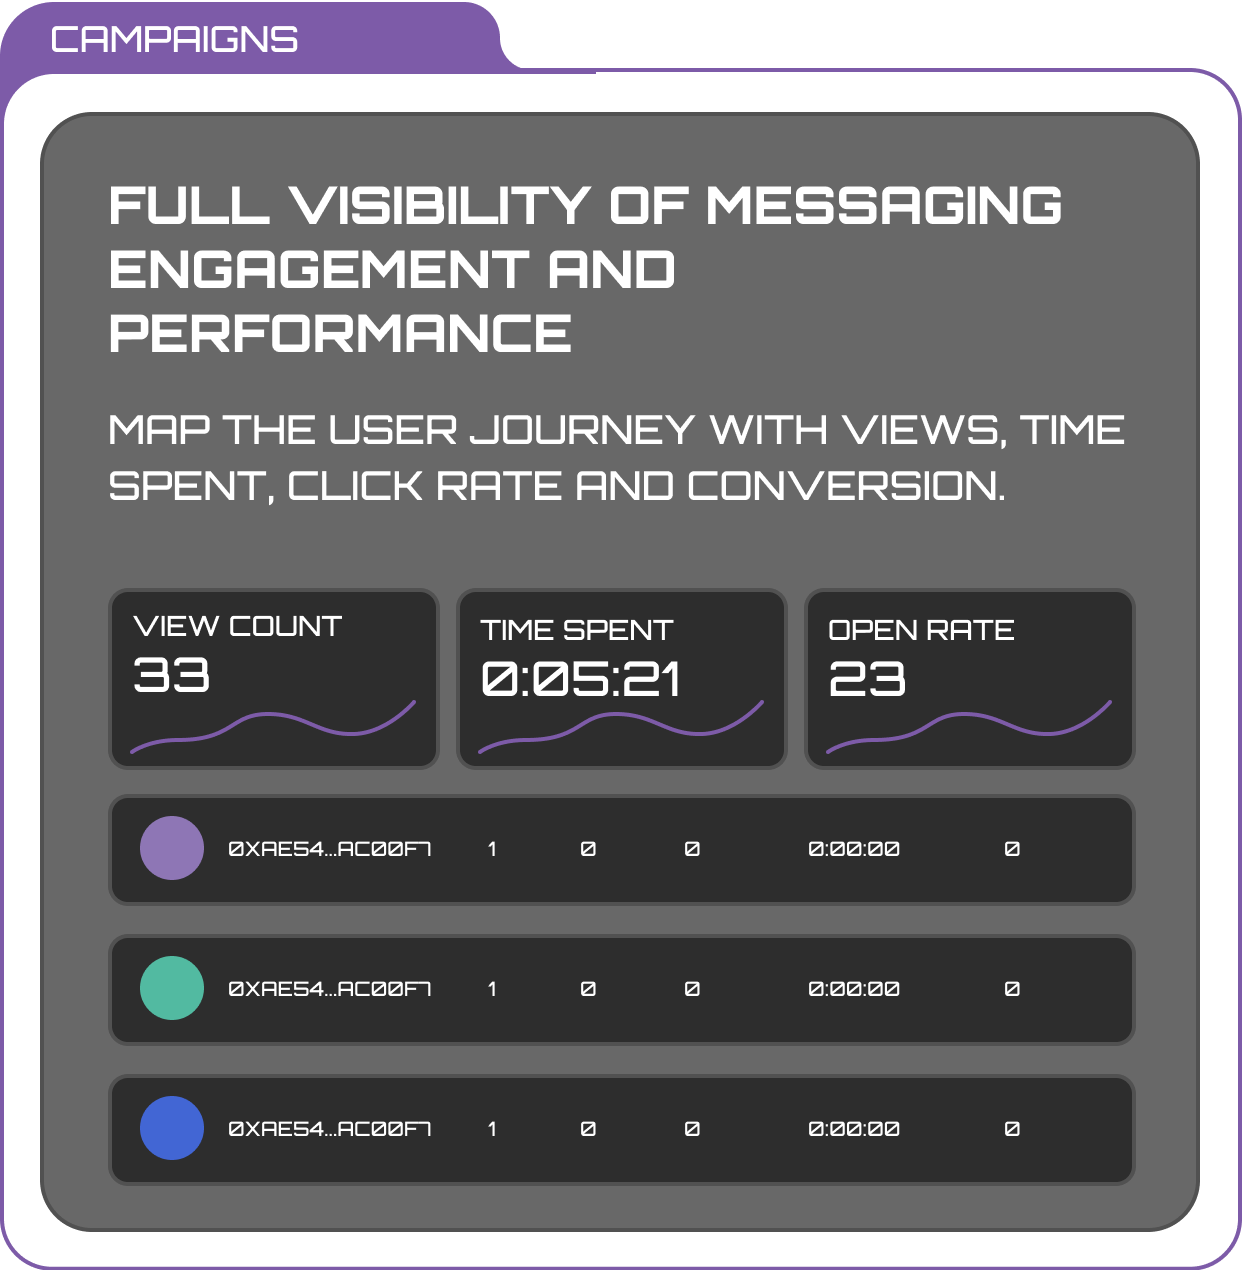 CAMPAIGNS
FULL VISIBILITY OF MESSAGING
ENGAGEMENT AND
PERFORMANCE
MAP THE USER JOURNEY WITH VIEWS, TIME
SPENT, CLICK RATE AND CONVERSION.
VIEW COUNT
33
TIME SPENT
0:05:21
OPEN RATE
23
0XAE54...AC00F7 1 0 0 0:00:00 0
0XAE54...AC00F7 1 0 0 0:00:00 0
0XAE54...AC00F7 1 0 0 0:00:00 0